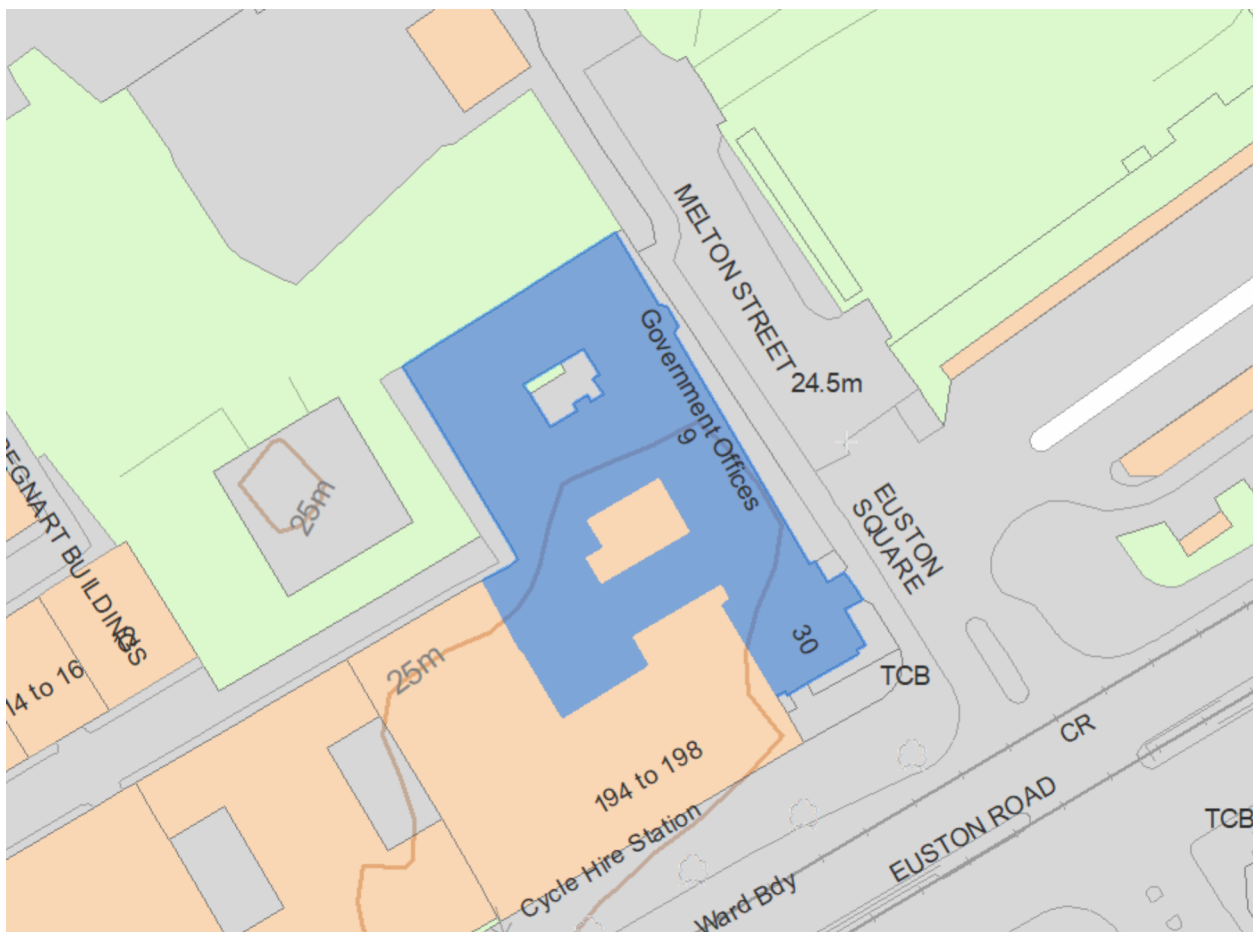 MELTON STREET
Government Offices
9
24.5m
EUSTON
SQUARE
25m
30
TCB
25m
14 to 16
194 to 198
Cycle Hire Station
CR
EUSTON ROAD
TCB
Ward Bdy